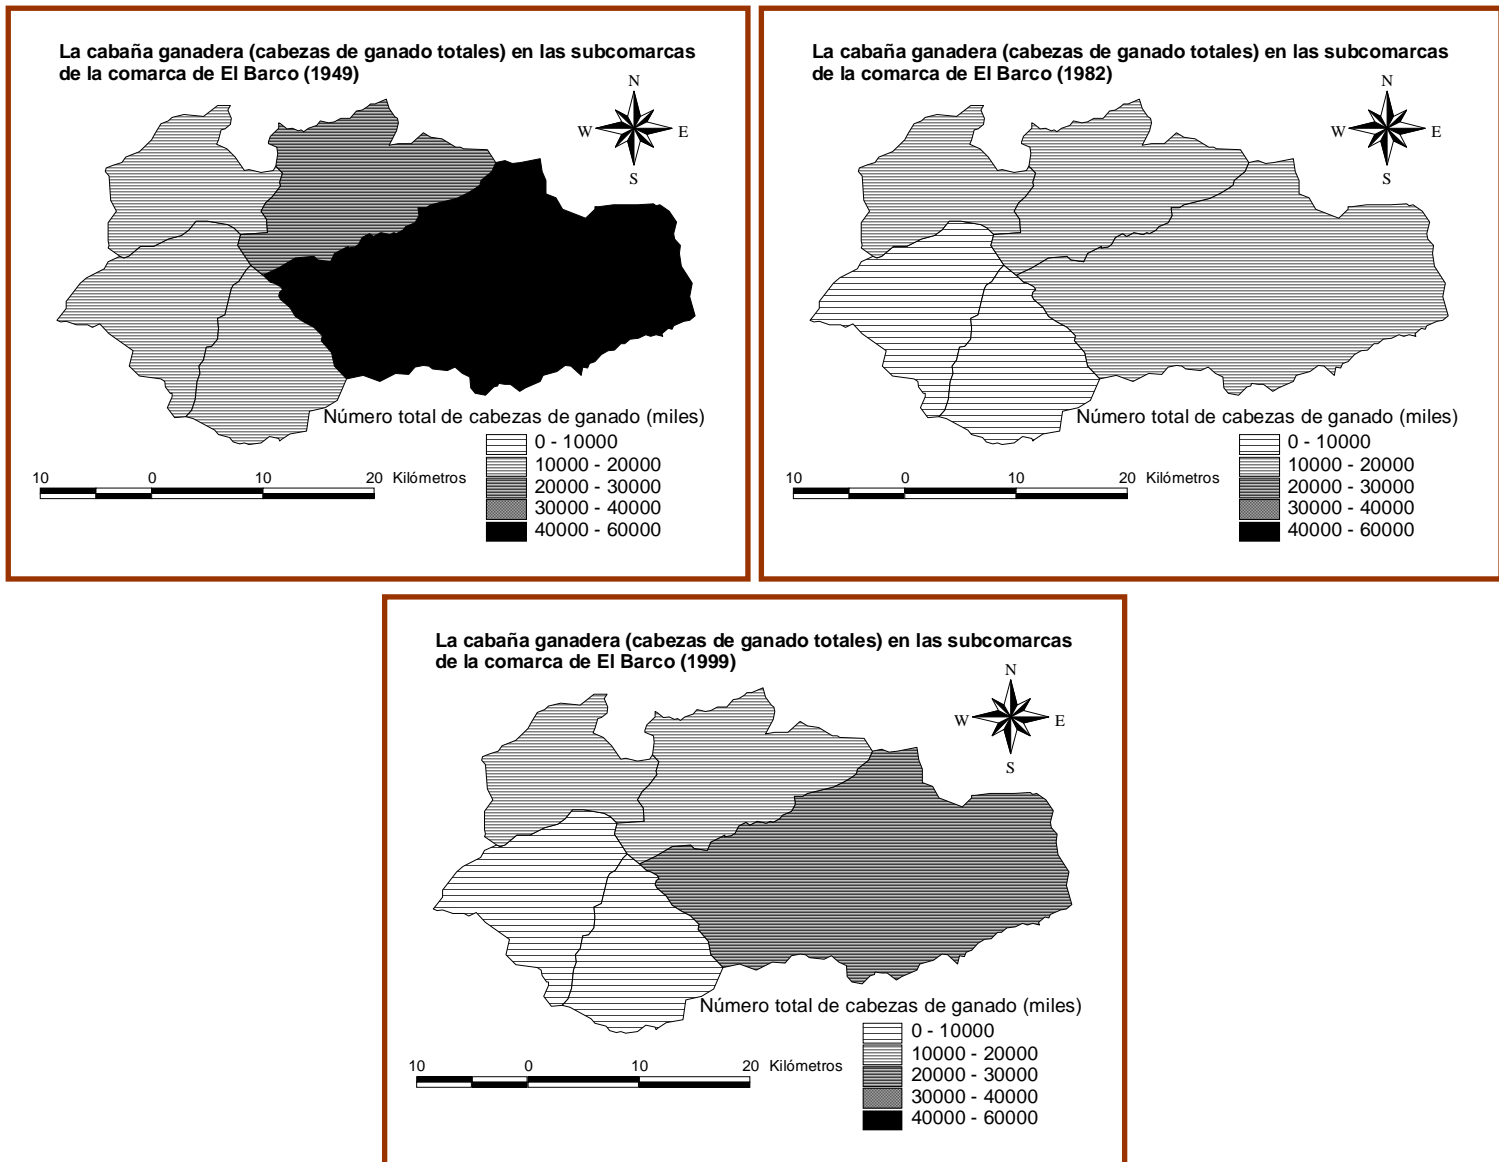 La cabaña ganadera (cabezas de ganado totales) en las subcomarcas
de la comarca de El Barco (1949)
N
W
E
S
Número total de cabezas de ganado (miles)
0 - 10000
10000 - 20000
20000 - 30000
30000 - 40000
40000 - 60000
10 0 10 20 Kilómetros
La cabaña ganadera (cabezas de ganado totales) en las subcomarcas
de la comarca de El Barco (1982)
N
W
E
S
Número total de cabezas de ganado (miles)
0 - 10000
10000 - 20000
20000 - 30000
30000 - 40000
40000 - 60000
10 0 10 20 Kilómetros
La cabaña ganadera (cabezas de ganado totales) en las subcomarcas
de la comarca de El Barco (1999)
N
W
E
S
Número total de cabezas de ganado (miles)
0 - 10000
10000 - 20000
20000 - 30000
30000 - 40000
40000 - 60000
10 0 10 20 Kilómetros